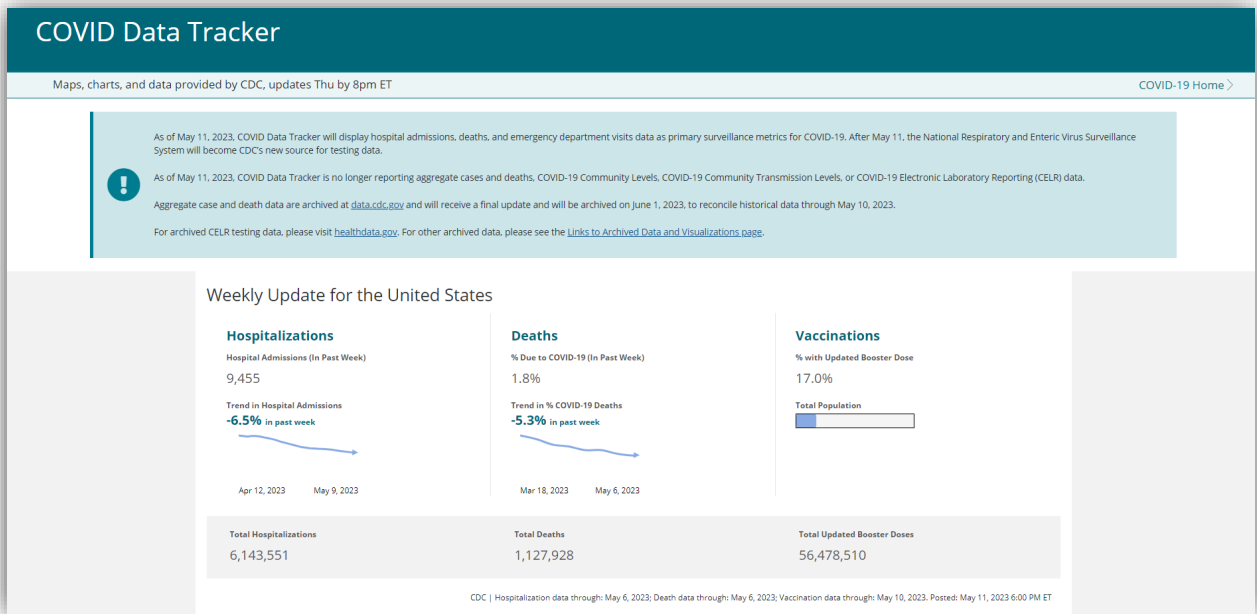 COVID Data Tracker
Maps, charts, and data provided by CDC, updates Thu by 8pm ET
COVID-19 Home
As of May 11, 2023, COVID Data Tracker will display hospital admissions, deaths, and emergency department visits data as primary surveillance metrics for COVID-19. After May 11, the National Respiratory and Enteric Virus Surveillance
System will become CDC's new source for testing data.
As of May 11, 2023, COVID Data Tracker is no longer reporting aggregate cases and deaths, COVID-19 Community Levels, COVID-19 Community Transmission Levels, or COVID-19 Electronic Laboratory Reporting (CELR) data.
Aggregate case and death data are archived at data.cdc.gov and will receive a final update and will be archived on June 1, 2023, to reconcile historical data through May 10, 2023.
For archived CELR testing data, please visit healthdata.gov. For other archived data, please see the Links to Archived Data and Visualizations page.
Weekly Update for the United States
Hospitalizations
Hospital Admissions (In Past Week)
9,455
Trend in Hospital Admissions
-6.5% in past week
Apr 12, 2023 May 9, 2023
Deaths
% Due to COVID-19 (In Past Week)
1.8%
Trend in % COVID-19 Deaths
-5.3% in past week
Mar 18, 2023 May 6, 2023
Vaccinations
% with Updated Booster Dose
17.0%
Total Population
Total Hospitalizations
6,143,551
Total Deaths
1,127,928
Total Updated Booster Doses
56,478,510
CDC | Hospitalization data through: May 6, 2023; Death data through: May 6, 2023; Vaccination data through: May 10, 2023. Posted: May 11, 2023 6:00 PM ET